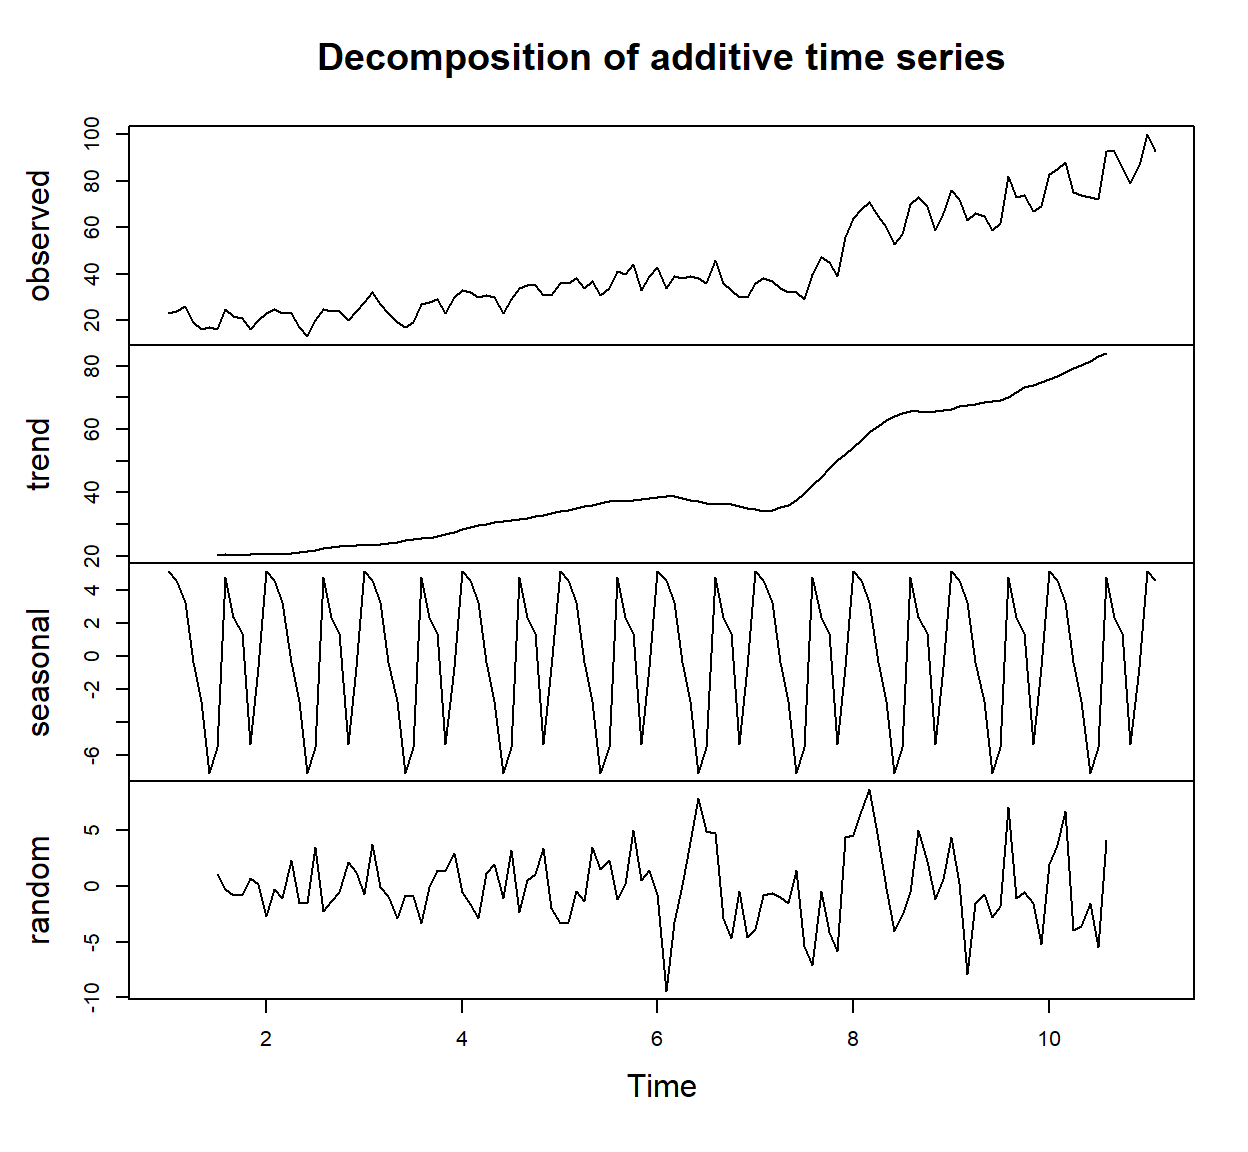 Decomposition of additive time series
observed
20 40 60 80 100
trend
20 40 60 80
seasonal
-6 -2 0 2 4
random
-10 -5 0 5
2 4 6 8 10
Time